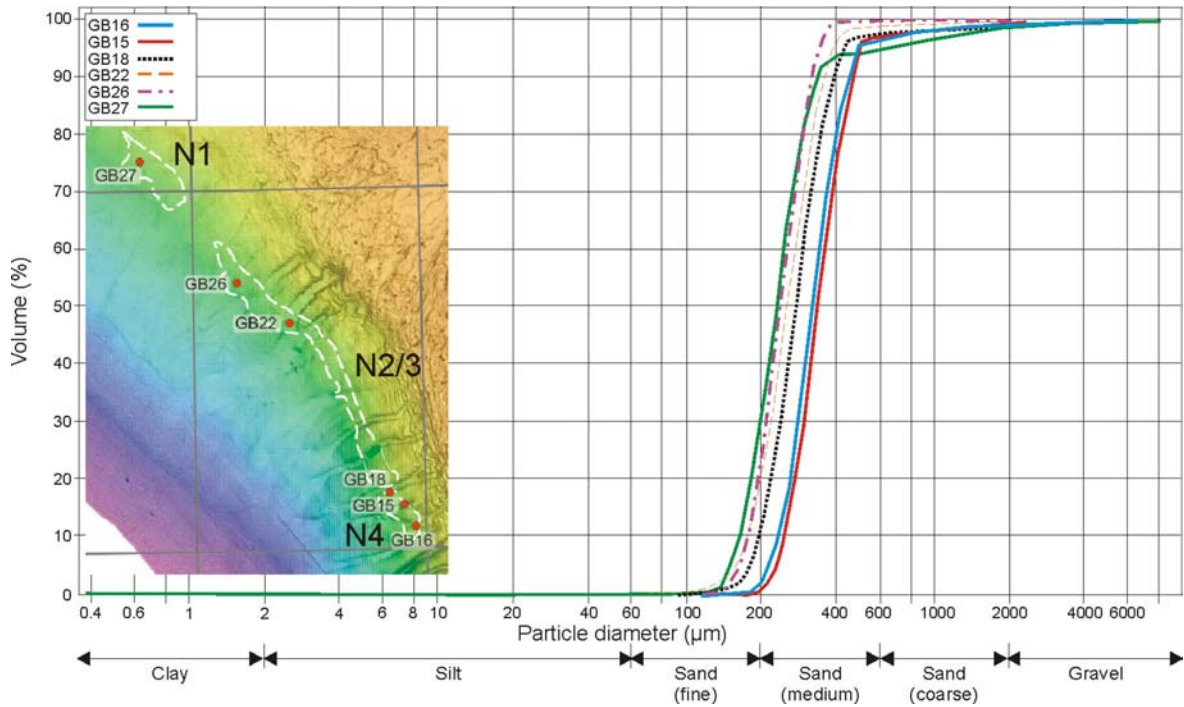 100
90
80
70
60
50
40
30
20
10
0
Volume (%)
GB16
GB15
GB18
GB22
GB26
GB27
N1
GB27
GB26
GB22
N2/3
GB18
GB15
N4
GB16
0.4 0.6 1 2 4 6 8 10 20 40 60 100 200 400 600 1000 2000 4000 6000
Particle diameter (µm)
Clay Silt Sand (fine) Sand (medium) Sand (coarse) Gravel